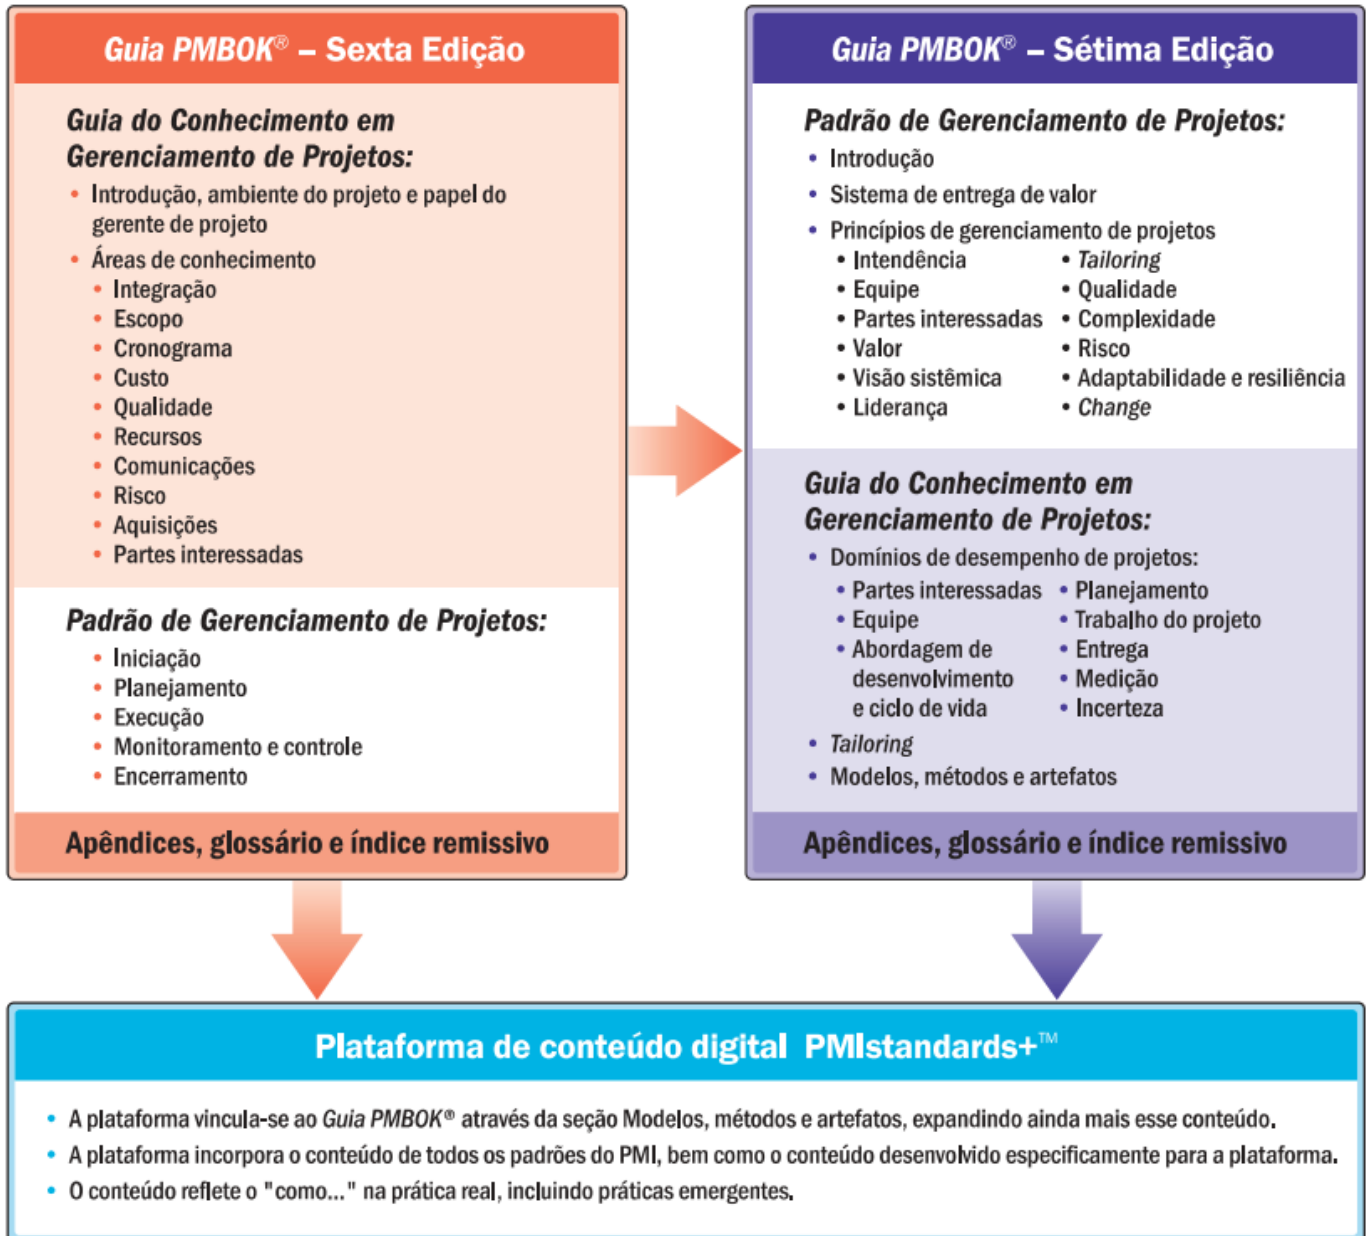 Guia PMBOK® – Sexta Edição
Guia do Conhecimento em
Gerenciamento de Projetos:
• Introdução, ambiente do projeto e papel do
gerente de projeto
• Áreas de conhecimento
• Integração
• Escopo
• Cronograma
• Custo
• Qualidade
• Recursos
• Comunicações
• Risco
• Aquisições
• Partes interessadas
Padrão de Gerenciamento de Projetos:
• Iniciação
• Planejamento
• Execução
• Monitoramento e controle
• Encerramento
Apêndices, glossário e índice remissivo
Guia PMBOK® – Sétima Edição
Padrão de Gerenciamento de Projetos:
• Introdução
• Sistema de entrega de valor
• Princípios de gerenciamento de projetos
• Intendência
• Equipe
• Partes interessadas
• Valor
• Visão sistêmica
• Liderança
• Tailoring
• Qualidade
• Complexidade
• Risco
• Adaptabilidade e resiliência
• Change
Guia do Conhecimento em
Gerenciamento de Projetos:
• Domínios de desempenho de projetos:
• Partes interessadas
• Equipe
• Abordagem de
desenvolvimento
e ciclo de vida
• Planejamento
• Trabalho do projeto
• Entrega
• Medição
• Incerteza
• Tailoring
• Modelos, métodos e artefatos
Apêndices, glossário e índice remissivo
Plataforma de conteúdo digital PMIstandards+™
• A plataforma vincula-se ao Guia PMBOK® através da seção Modelos, métodos e artefatos, expandindo ainda mais esse conteúdo.
• A plataforma incorpora o conteúdo de todos os padrões do PMI, bem como o conteúdo desenvolvido especificamente para a plataforma.
• O conteúdo reflete o "como..." na prática real, incluindo práticas emergentes.